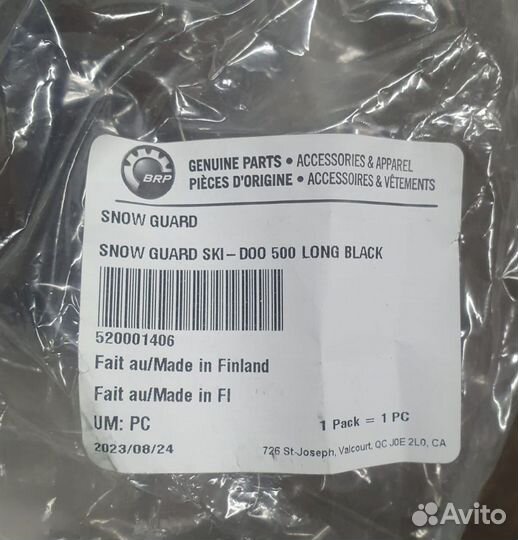 BRP
GENUINE PARTS • ACCESSORIES & APPAREL
PIÈCES D'ORIGINE • ACCESSOIRES & VÊTEMENTS
SNOW GUARD
SNOW GUARD SKI-DOO 500 LONG BLACK
520001406
Fait au/Made in Finland
Fait au/Made in FI
UM: PC
1 Pack = 1 PC
2023/08/24
726 St-Joseph, Valcourt, QC J0E 2L0, CA
Avito